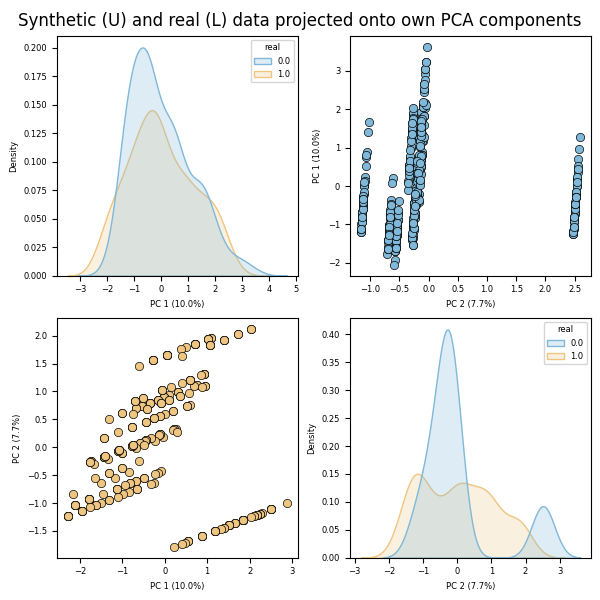 Synthetic (U) and real (L) data projected onto own PCA components
0.200
0.175
0.150
0.125
0.100
0.075
0.050
0.025
0.000
Density
real
0.0
1.0
−3 −2 −1 0 1 2 3 4 5
PC 1 (10.0%)
3
2
1
0
−1
−2
PC 1 (10.0%)
−1.0 −0.5 0.0 0.5 1.0 1.5 2.0 2.5
PC 2 (7.7%)
2.0
1.5
1.0
0.5
0.0
−0.5
−1.0
−1.5
PC 2 (7.7%)
−2 −1 0 1 2 3
PC 1 (10.0%)
0.40
0.35
0.30
0.25
0.20
0.15
0.10
0.05
0.00
Density
real
0.0
1.0
−3 −2 −1 0 1 2 3
PC 2 (7.7%)